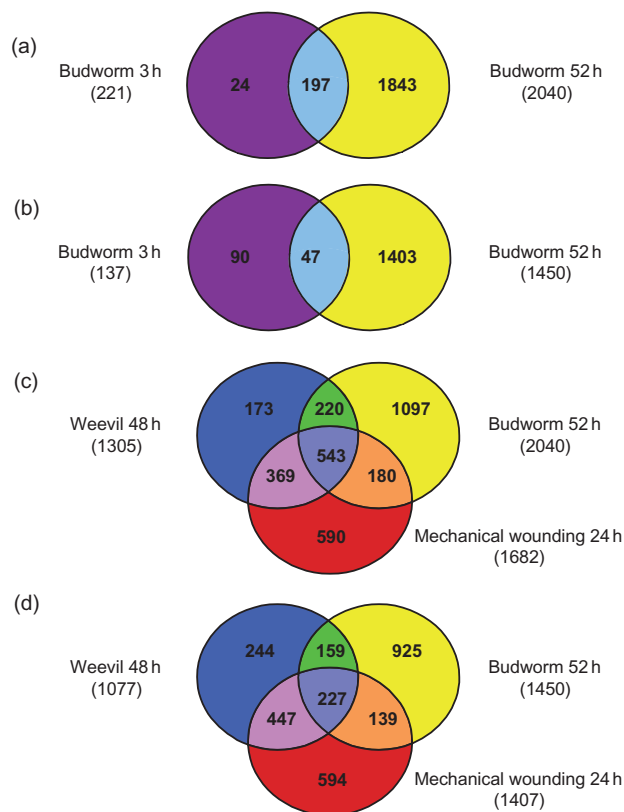 (a)
Budworm 3 h
(221)
24
197
1843
Budworm 52 h
(2040)
(b)
Budworm 3 h
(137)
90
47
1403
Budworm 52 h
(1450)
(c)
Weevil 48 h
(1305)
173
220
1097
Budworm 52 h
(2040)
543
369
180
590
Mechanical wounding 24 h
(1682)
(d)
Weevil 48 h
(1077)
244
159
925
Budworm 52 h
(1450)
227
447
139
594
Mechanical wounding 24 h
(1407)